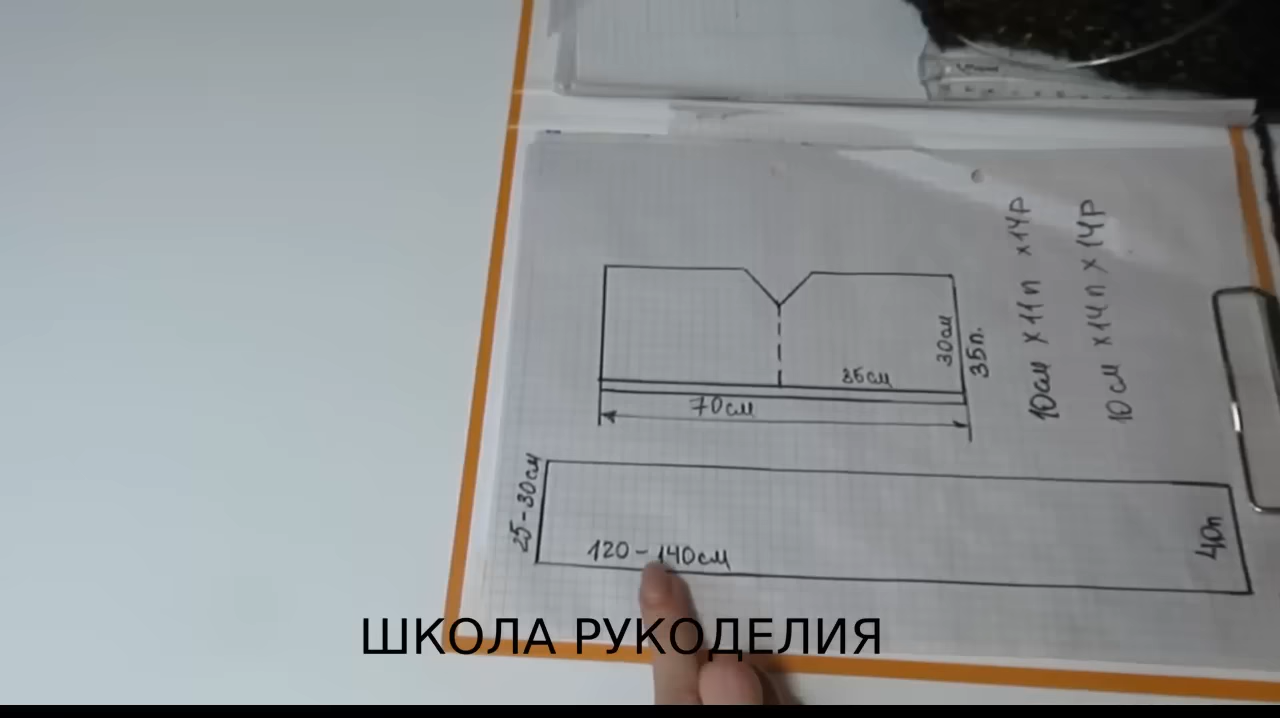 30см
35п.
35см
70см
10см х 11п х 14р
10см х 14п х 14р
25-30см
120-140см
40п
ШКОЛА РУКОДЕЛИЯ